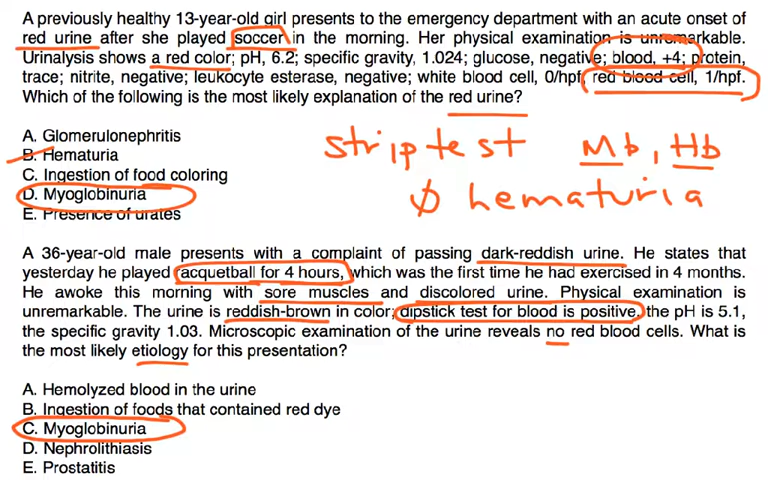 A previously healthy 13-year-old girl presents to the emergency department with an acute onset of
red urine after she played soccer in the morning. Her physical examination is unremarkable.
Urinalysis shows a red color; pH, 6.2; specific gravity, 1.024; glucose, negative; blood, +4; protein,
trace; nitrite, negative; leukocyte esterase, negative; white blood cell, 0/hpf; red blood cell, 1/hpf.
Which of the following is the most likely explanation of the red urine?
A. Glomerulonephritis
B. Hematuria
C. Ingestion of food coloring
D. Myoglobinuria
E. Presence of urates
strip test Mb, Hb
∅ hematuria
A 36-year-old male presents with a complaint of passing dark-reddish urine. He states that
yesterday he played racquetball for 4 hours, which was the first time he had exercised in 4 months.
He awoke this morning with sore muscles and discolored urine. Physical examination is
unremarkable. The urine is reddish-brown in color; dipstick test for blood is positive, the pH is 5.1,
the specific gravity 1.03. Microscopic examination of the urine reveals no red blood cells. What is
the most likely etiology for this presentation?
A. Hemolyzed blood in the urine
B. Ingestion of foods that contained red dye
C. Myoglobinuria
D. Nephrolithiasis
E. Prostatitis